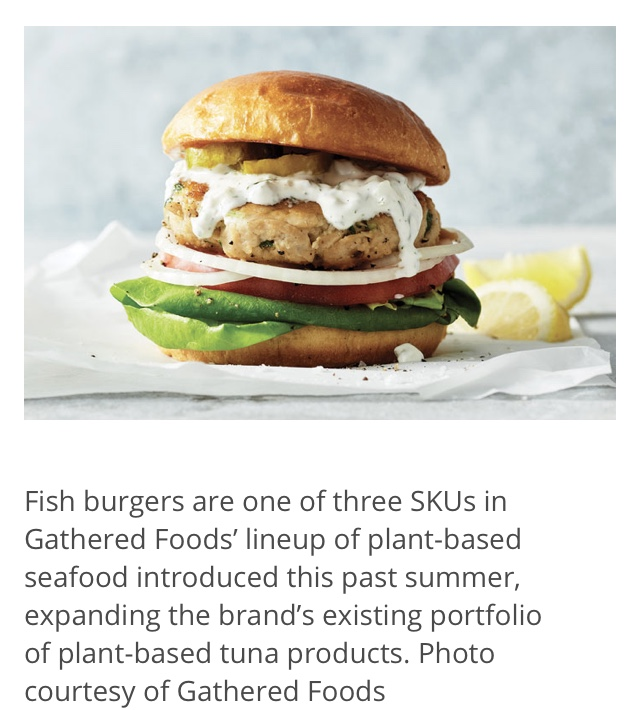 Fish burgers are one of three SKUs in
Gathered Foods’ lineup of plant-based
seafood introduced this past summer,
expanding the brand’s existing portfolio
of plant-based tuna products. Photo
courtesy of Gathered Foods